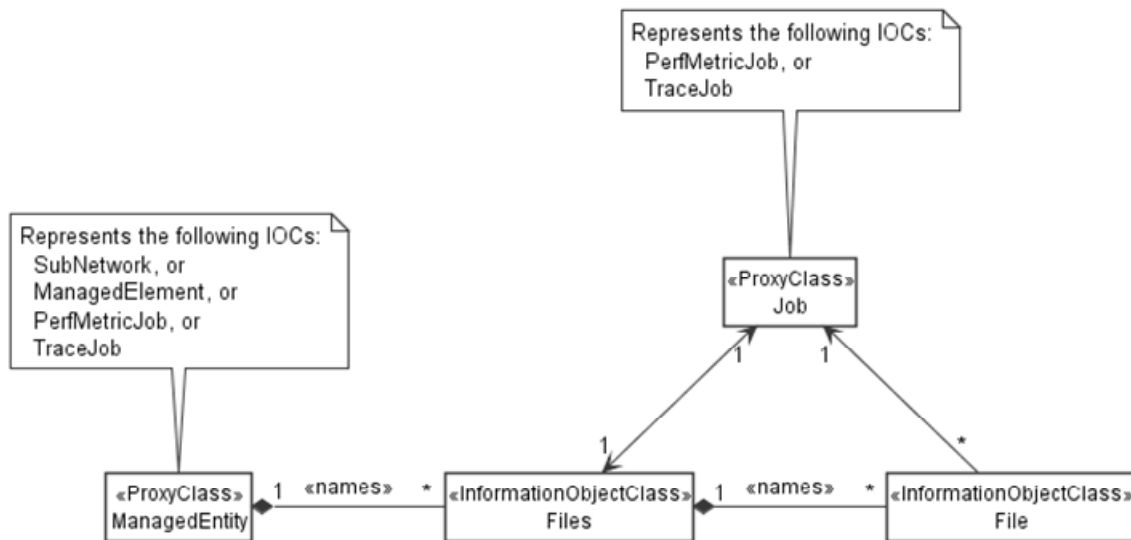 Represents the following IOCs:
PerfMetricJob, or
TraceJob
Represents the following IOCs:
SubNetwork, or
ManagedElement, or
PerfMetricJob, or
TraceJob
«ProxyClass»
Job
1
1
1
*
«ProxyClass»
ManagedEntity
1
«names»
*
«InformationObjectClass»
Files
1
«names»
*
«InformationObjectClass»
File